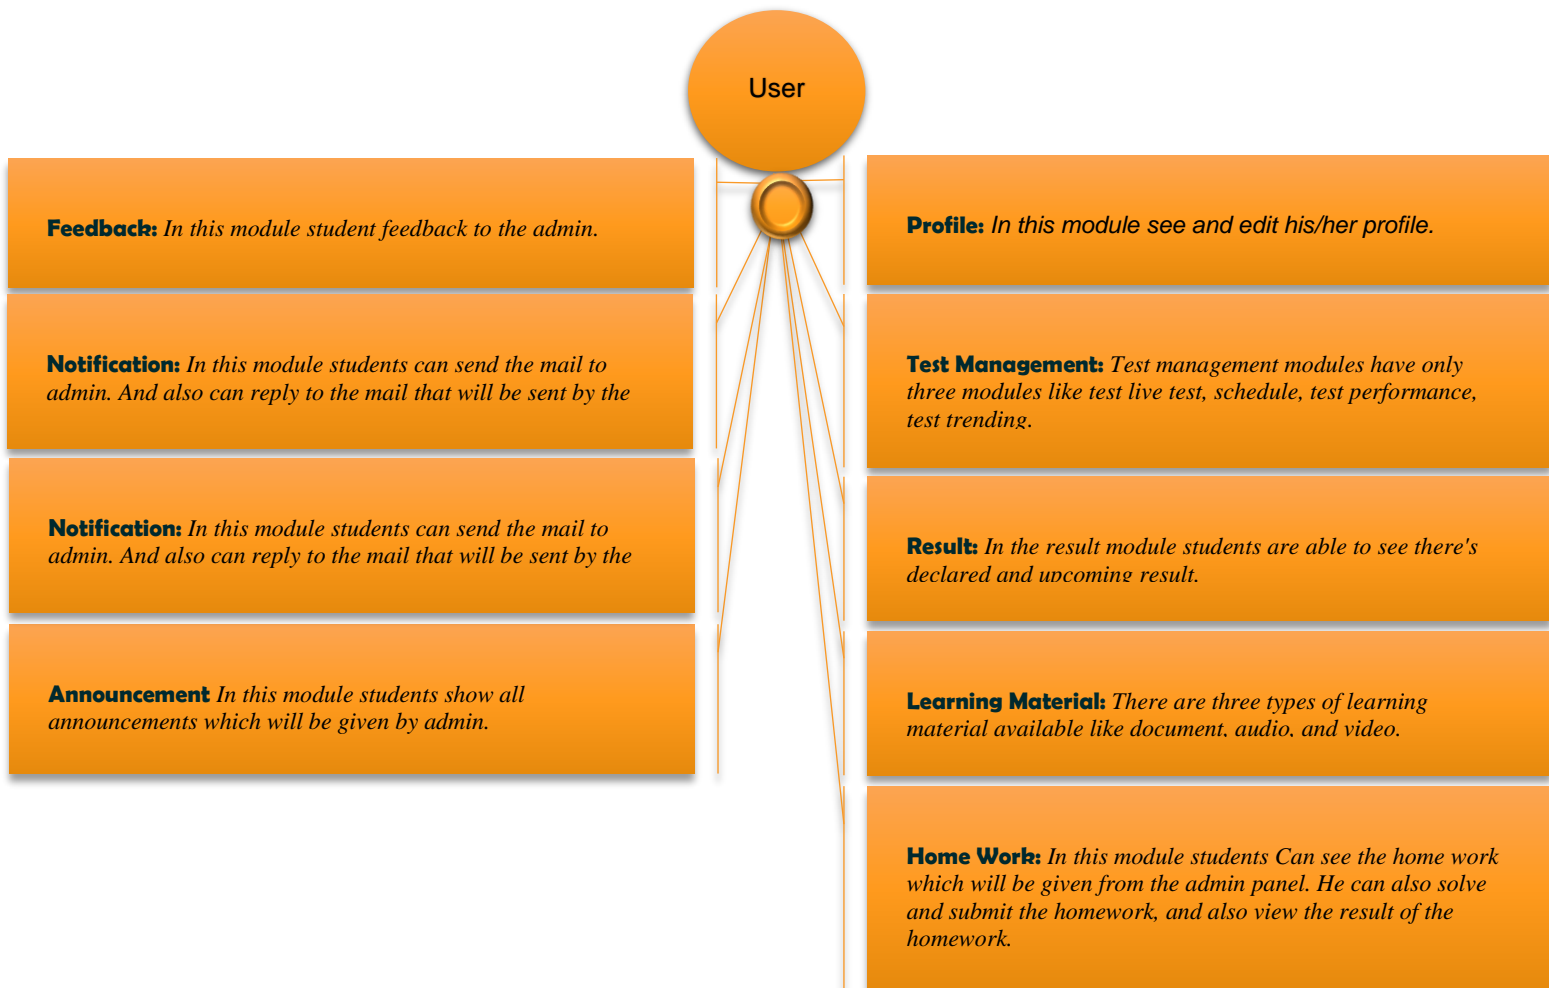 User
Feedback: In this module student feedback to the admin.
Notification: In this module students can send the mail to
admin. And also can reply to the mail that will be sent by the
Notification: In this module students can send the mail to
admin. And also can reply to the mail that will be sent by the
Announcement In this module students show all
announcements which will be given by admin.
Profile: In this module see and edit his/her profile.
Test Management: Test management modules have only
three modules like test live test, schedule, test performance,
test trending.
Result: In the result module students are able to see there's
declared and upcoming result.
Learning Material: There are three types of learning
material available like document, audio, and video.
Home Work: In this module students Can see the home work
which will be given from the admin panel. He can also solve
and submit the homework, and also view the result of the
homework.